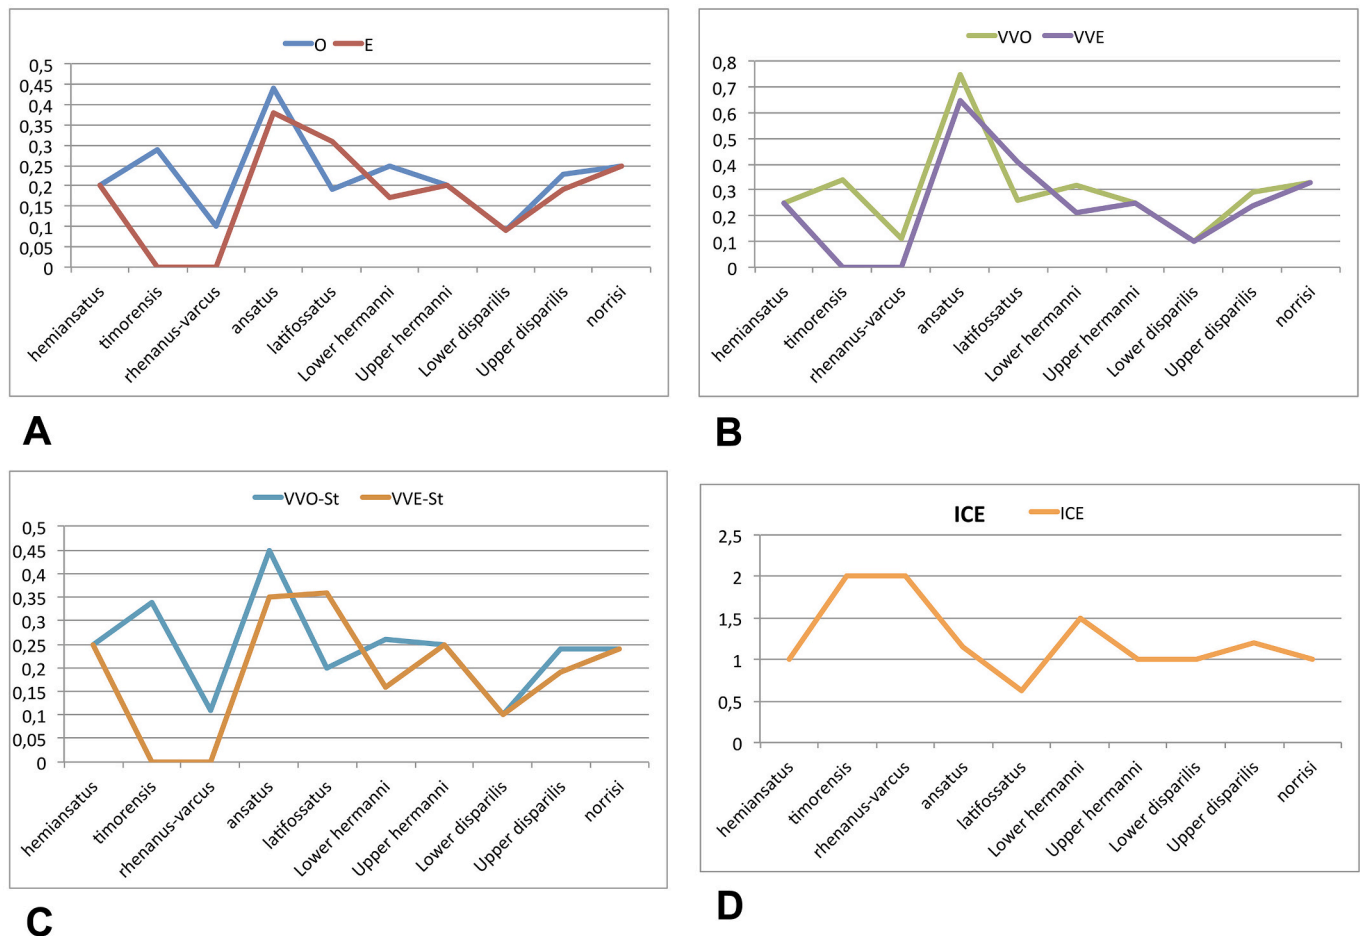 O E
0,5
0,45
0,4
0,35
0,3
0,25
0,2
0,15
0,1
0,05
0
hemiansatus
timorensis
rhenanus-varcus
ansatus
latifossatus
Lower hermanni
Upper hermanni
Lower disparilis
Upper disparilis
norrisi
A
VVO VVE
0,8
0,7
0,6
0,5
0,4
0,3
0,2
0,1
0
hemiansatus
timorensis
rhenanus-varcus
ansatus
latifossatus
Lower hermanni
Upper hermanni
Lower disparilis
Upper disparilis
norrisi
B
VVO-St VVE-St
0,5
0,45
0,4
0,35
0,3
0,25
0,2
0,15
0,1
0,05
0
hemiansatus
timorensis
rhenanus-varcus
ansatus
latifossatus
Lower hermanni
Upper hermanni
Lower disparilis
Upper disparilis
norrisi
C
ICE ICE
2,5
2
1,5
1
0,5
0
hemiansatus
timorensis
rhenanus-varcus
ansatus
latifossatus
Lower hermanni
Upper hermanni
Lower disparilis
Upper disparilis
norrisi
D